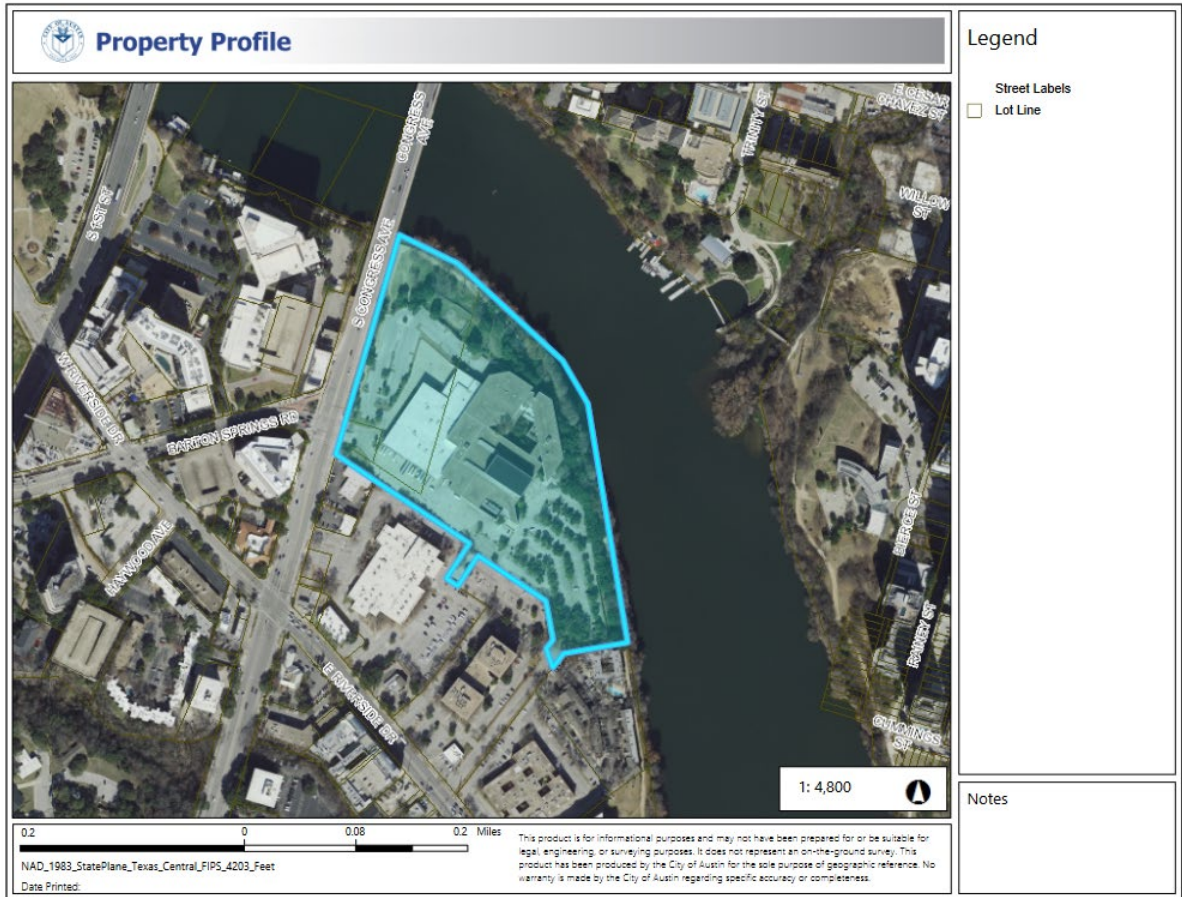 Property Profile
Legend
Street Labels
Lot Line
S 1ST ST
CONGRESS
AVE
TRINITY ST
E CESAR
CHAVEZ ST
WILLOW
ST
S CONGRESS AVE
W RIVERSIDE DR
BARTON SPRINGS RD
HAYWOOD AVE
E RIVERSIDE DR
BIERCE ST
RAINEY ST
CUMMINGS
ST
1: 4,800
Notes
0.2 0 0.08 0.2 Miles
NAD_1983_StatePlane_Texas_Central_FIPS_4203_Feet
Date Printed:
This product is for informational purposes and may not have been prepared for or be suitable for
legal, engineering, or surveying purposes. It does not represent an on-the-ground survey. This
product has been produced by the City of Austin for the sole purpose of geographic reference. No
warranty is made by the City of Austin regarding specific accuracy or completeness.